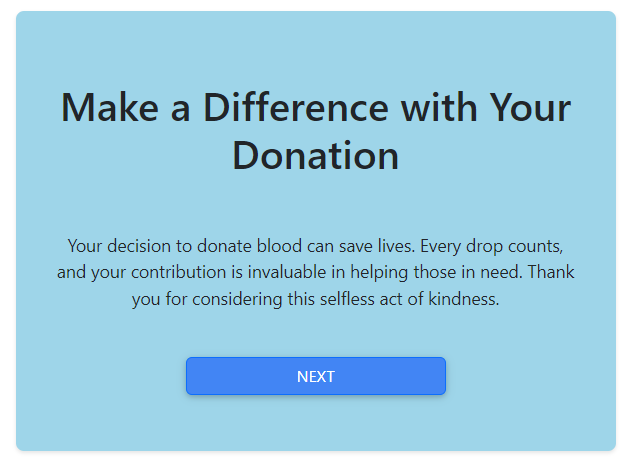 Make a Difference with Your
Donation
Your decision to donate blood can save lives. Every drop counts,
and your contribution is invaluable in helping those in need. Thank
you for considering this selfless act of kindness.
NEXT